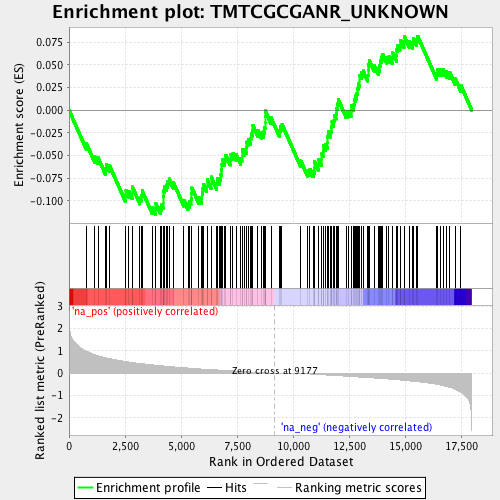 Enrichment plot: TMTCGCGANR_UNKNOWN
Enrichment score (ES)
0.075
0.050
0.025
0.000
-0.025
-0.050
-0.075
-0.100
'na_pos' (positively correlated)
Ranked list metric (PreRanked)
3
2
1
0
-1
-2
Zero cross at 9177
'na_neg' (negatively correlated)
0
2,500
5,000
7,500
10,000
12,500
15,000
17,500
Rank in Ordered Dataset
Enrichment profile
Hits
Ranking metric scores